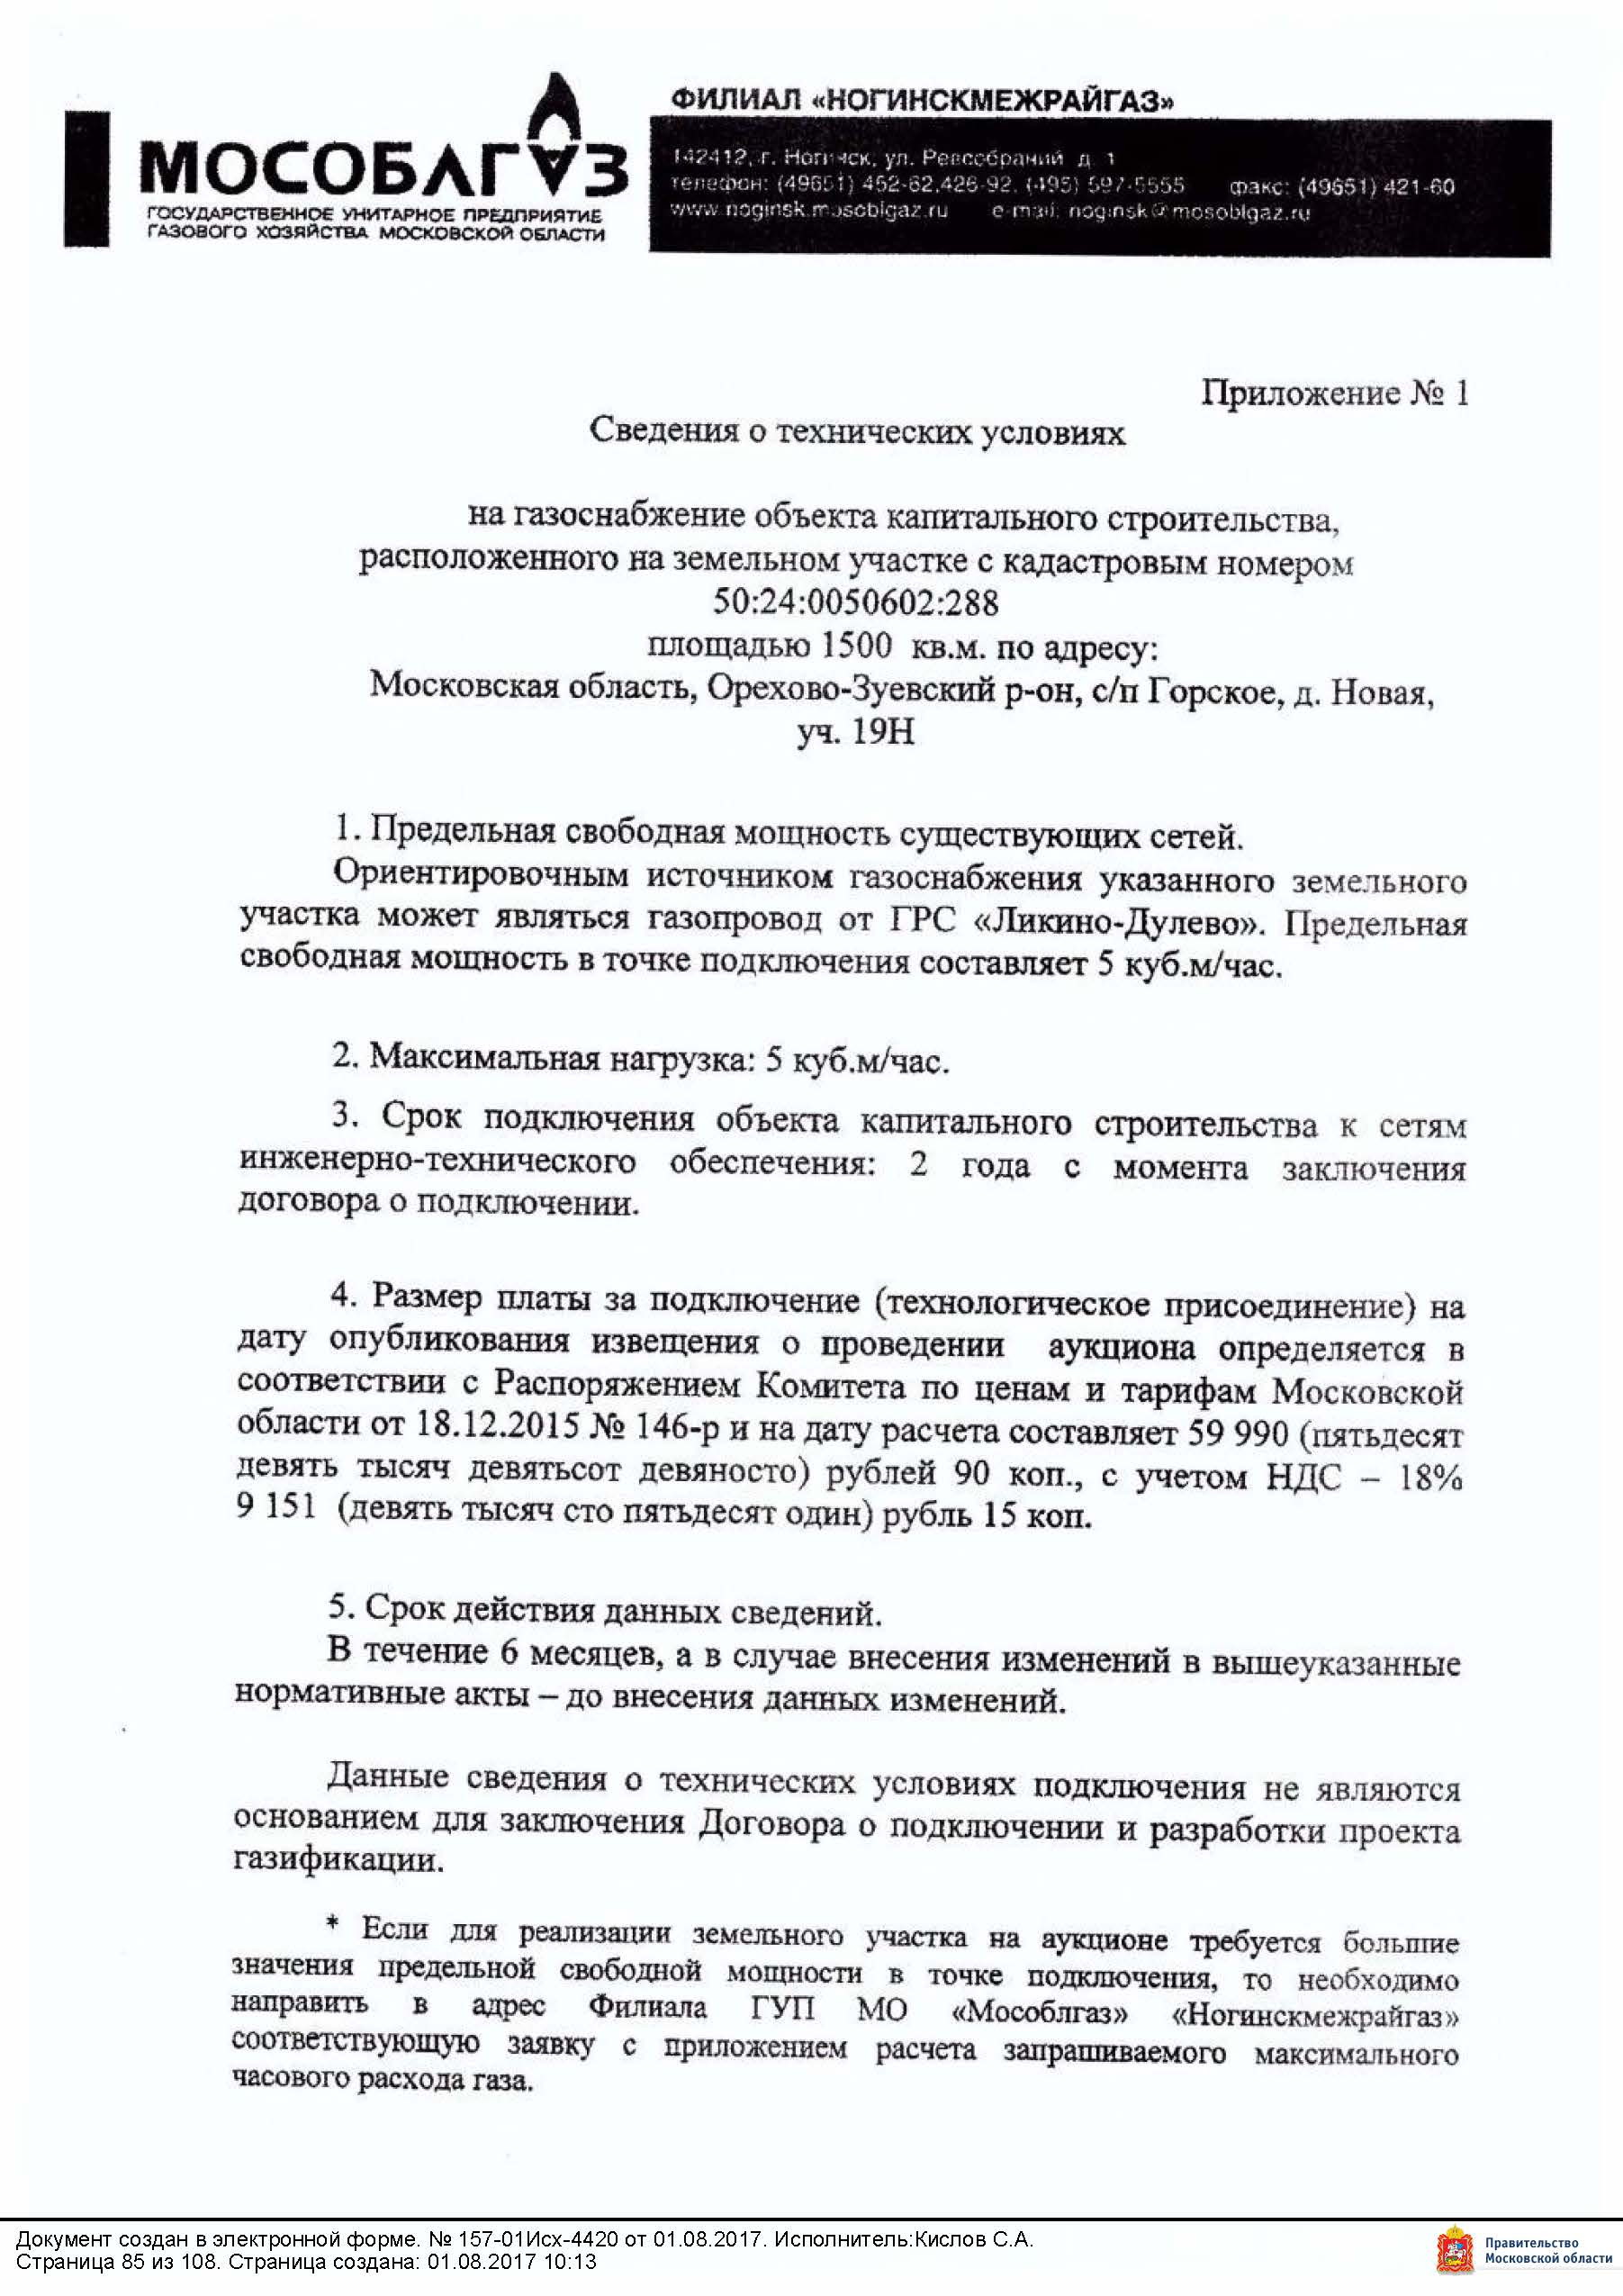 МОСОБЛГАЗ
ГОСУДАРСТВЕННОЕ УНИТАРНОЕ ПРЕДПРИЯТИЕ
ГАЗОВОГО ХОЗЯЙСТВА МОСКОВСКОЙ ОБЛАСТИ
ФИЛИАЛ «НОГИНСКМЕЖРАЙГАЗ»
142412, г. Ногинск, ул. Ревсобраний д. 1
телефон: (49651) 452-62,426-92, (495) 597-5555 факс: (49651) 421-60
www.noginsk.mosoblgaz.ru e-mail: noginsk@mosoblgaz.ru
Приложение № 1
Сведения о технических условиях
на газоснабжение объекта капитального строительства,
расположенного на земельном участке с кадастровым номером
50:24:0050602:288
площадью 1500 кв.м. по адресу:
Московская область, Орехово-Зуевский р-он, с/п Горское, д. Новая,
уч. 19Н
1. Предельная свободная мощность существующих сетей.
Ориентировочным источником газоснабжения указанного земельного
участка может являться газопровод от ГРС «Ликино-Дулево». Предельная
свободная мощность в точке подключения составляет 5 куб.м/час.
2. Максимальная нагрузка: 5 куб.м/час.
3. Срок подключения объекта капитального строительства к сетям
инженерно-технического обеспечения: 2 года с момента заключения
договора о подключении.
4. Размер платы за подключение (технологическое присоединение) на
дату опубликования извещения о проведении аукциона определяется в
соответствии с Распоряжением Комитета по ценам и тарифам Московской
области от 18.12.2015 № 146-р и на дату расчета составляет 59 990 (пятьдесят
девять тысяч девятьсот девяносто) рублей 90 коп., с учетом НДС – 18%
9 151 (девять тысяч сто пятьдесят один) рубль 15 коп.
5. Срок действия данных сведений.
В течение 6 месяцев, а в случае внесения изменений в вышеуказанные
нормативные акты – до внесения данных изменений.
Данные сведения о технических условиях подключения не являются
основанием для заключения Договора о подключении и разработки проекта
газификации.
* Если для реализации земельного участка на аукционе требуется большие
значения предельной свободной мощности в точке подключения, то необходимо
направить в адрес Филиала ГУП МО «Мособлгаз» «Ногинскмежрайгаз»
соответствующую заявку с приложением расчета запрашиваемого максимального
часового расхода газа.
Документ создан в электронной форме. № 157-01Исх-4420 от 01.08.2017. Исполнитель:Кислов С.А.
Страница 85 из 108. Страница создана: 01.08.2017 10:13
Правительство
Московской области